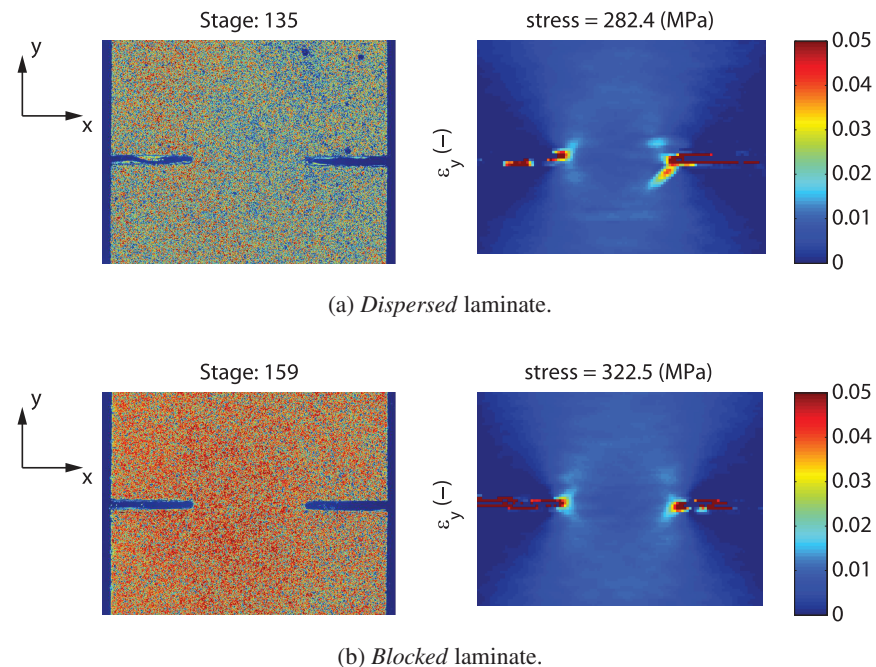 Stage: 135
stress = 282.4 (MPa)
y
x
ε_y (−)
0.05
0.04
0.03
0.02
0.01
0
(a) Dispersed laminate.
Stage: 159
stress = 322.5 (MPa)
y
x
ε_y (−)
0.05
0.04
0.03
0.02
0.01
0
(b) Blocked laminate.